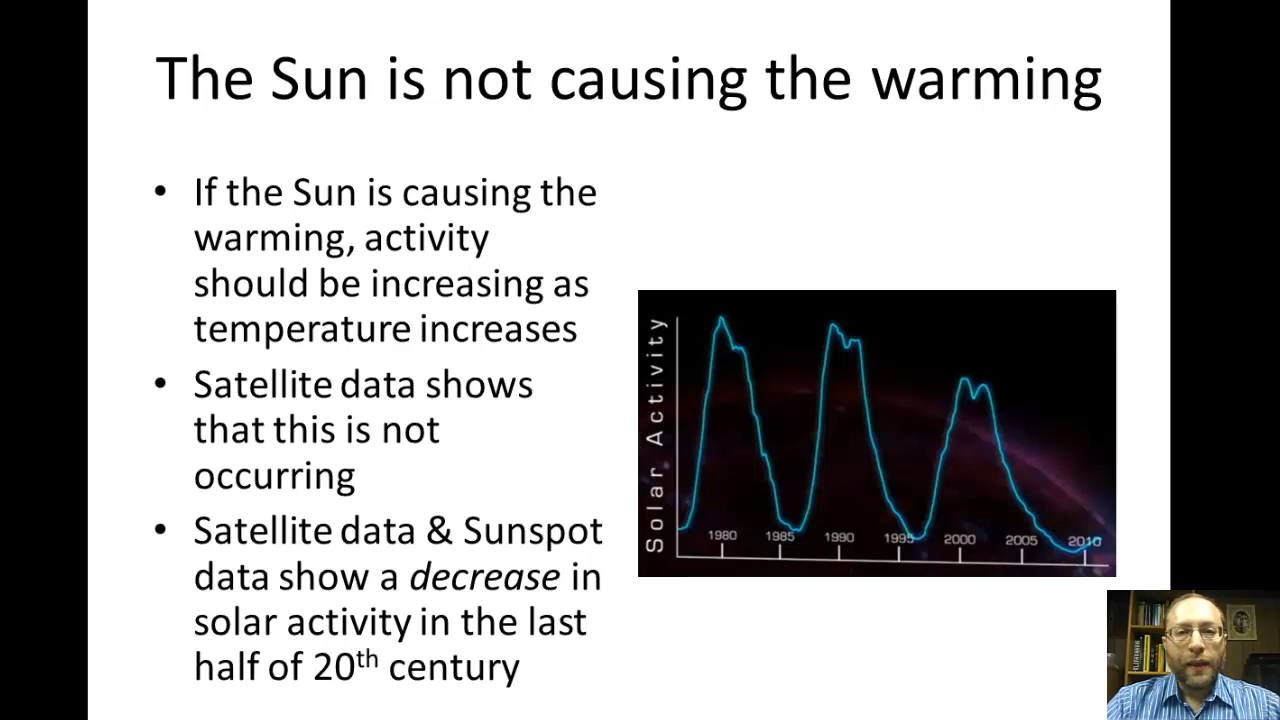 The Sun is not causing the warming
• If the Sun is causing the
warming, activity
should be increasing as
temperature increases
• Satellite data shows
that this is not
occurring
• Satellite data & Sunspot
data show a decrease in
solar activity in the last
half of 20th century
Solar Activity
1980 1985 1990 1995 2000 2005 2010